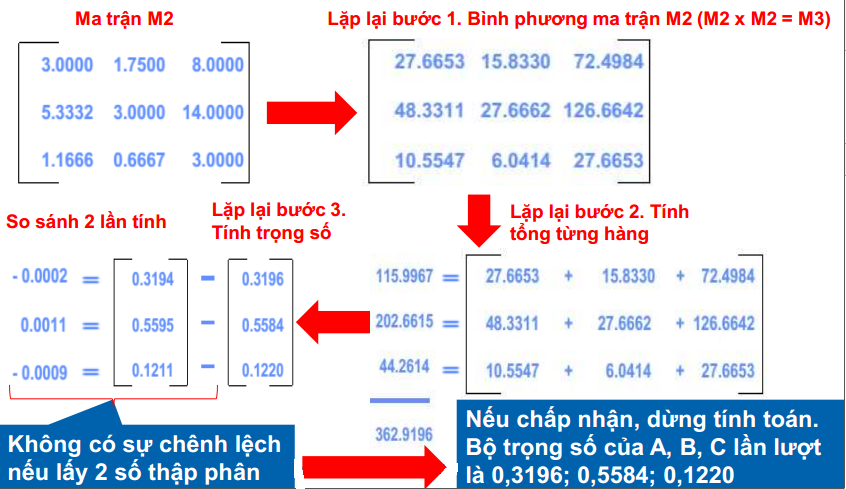 Ma trận M2
Lặp lại bước 1. Bình phương ma trận M2 (M2 x M2 = M3)
3.0000 1.7500 8.0000
5.3332 3.0000 14.0000
1.1666 0.6667 3.0000
27.6653 15.8330 72.4984
48.3311 27.6662 126.6642
10.5547 6.0414 27.6653
So sánh 2 lần tính
Lặp lại bước 3.
Tính trọng số
Lặp lại bước 2. Tính
tổng từng hàng
- 0.0002 = 0.3194 - 0.3196
0.0011 = 0.5595 - 0.5584
- 0.0009 = 0.1211 - 0.1220
115.9967 = 27.6653 + 15.8330 + 72.4984
202.6615 = 48.3311 + 27.6662 + 126.6642
44.2614 = 10.5547 + 6.0414 + 27.6653
362.9196
Không có sự chênh lệch
nếu lấy 2 số thập phân
Nếu chấp nhận, dừng tính toán.
Bộ trọng số của A, B, C lần lượt
là 0,3196; 0,5584; 0,1220